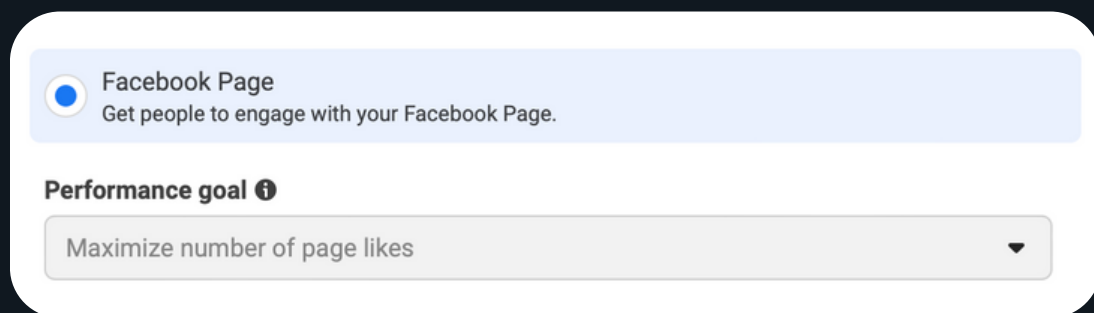 Facebook Page
Get people to engage with your Facebook Page.
Performance goal
Maximize number of page likes